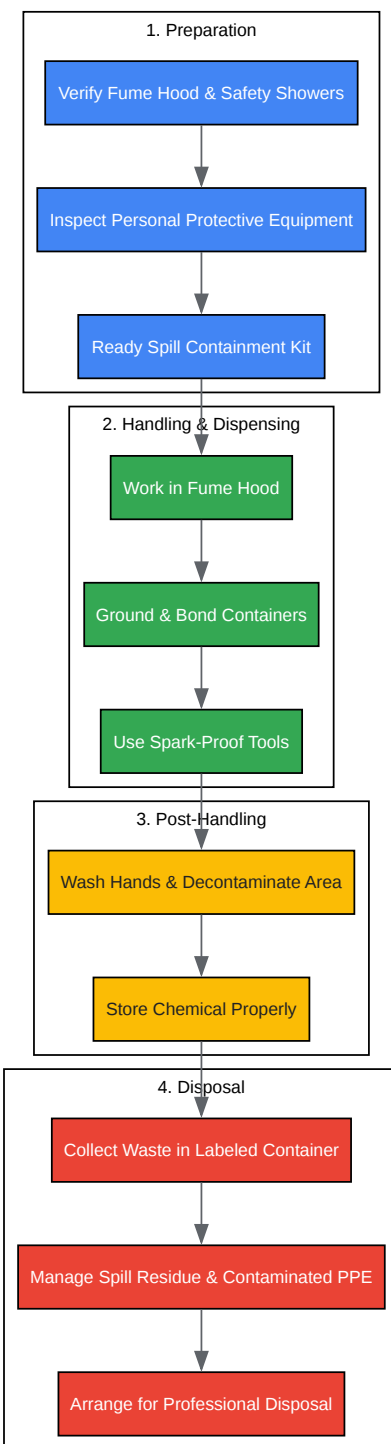 1. Preparation
Verify Fume Hood & Safety Showers
Inspect Personal Protective Equipment
Ready Spill Containment Kit
2. Handling & Dispensing
Work in Fume Hood
Ground & Bond Containers
Use Spark-Proof Tools
3. Post-Handling
Wash Hands & Decontaminate Area
Store Chemical Properly
4. Disposal
Collect Waste in Labeled Container
Manage Spill Residue & Contaminated PPE
Arrange for Professional Disposal